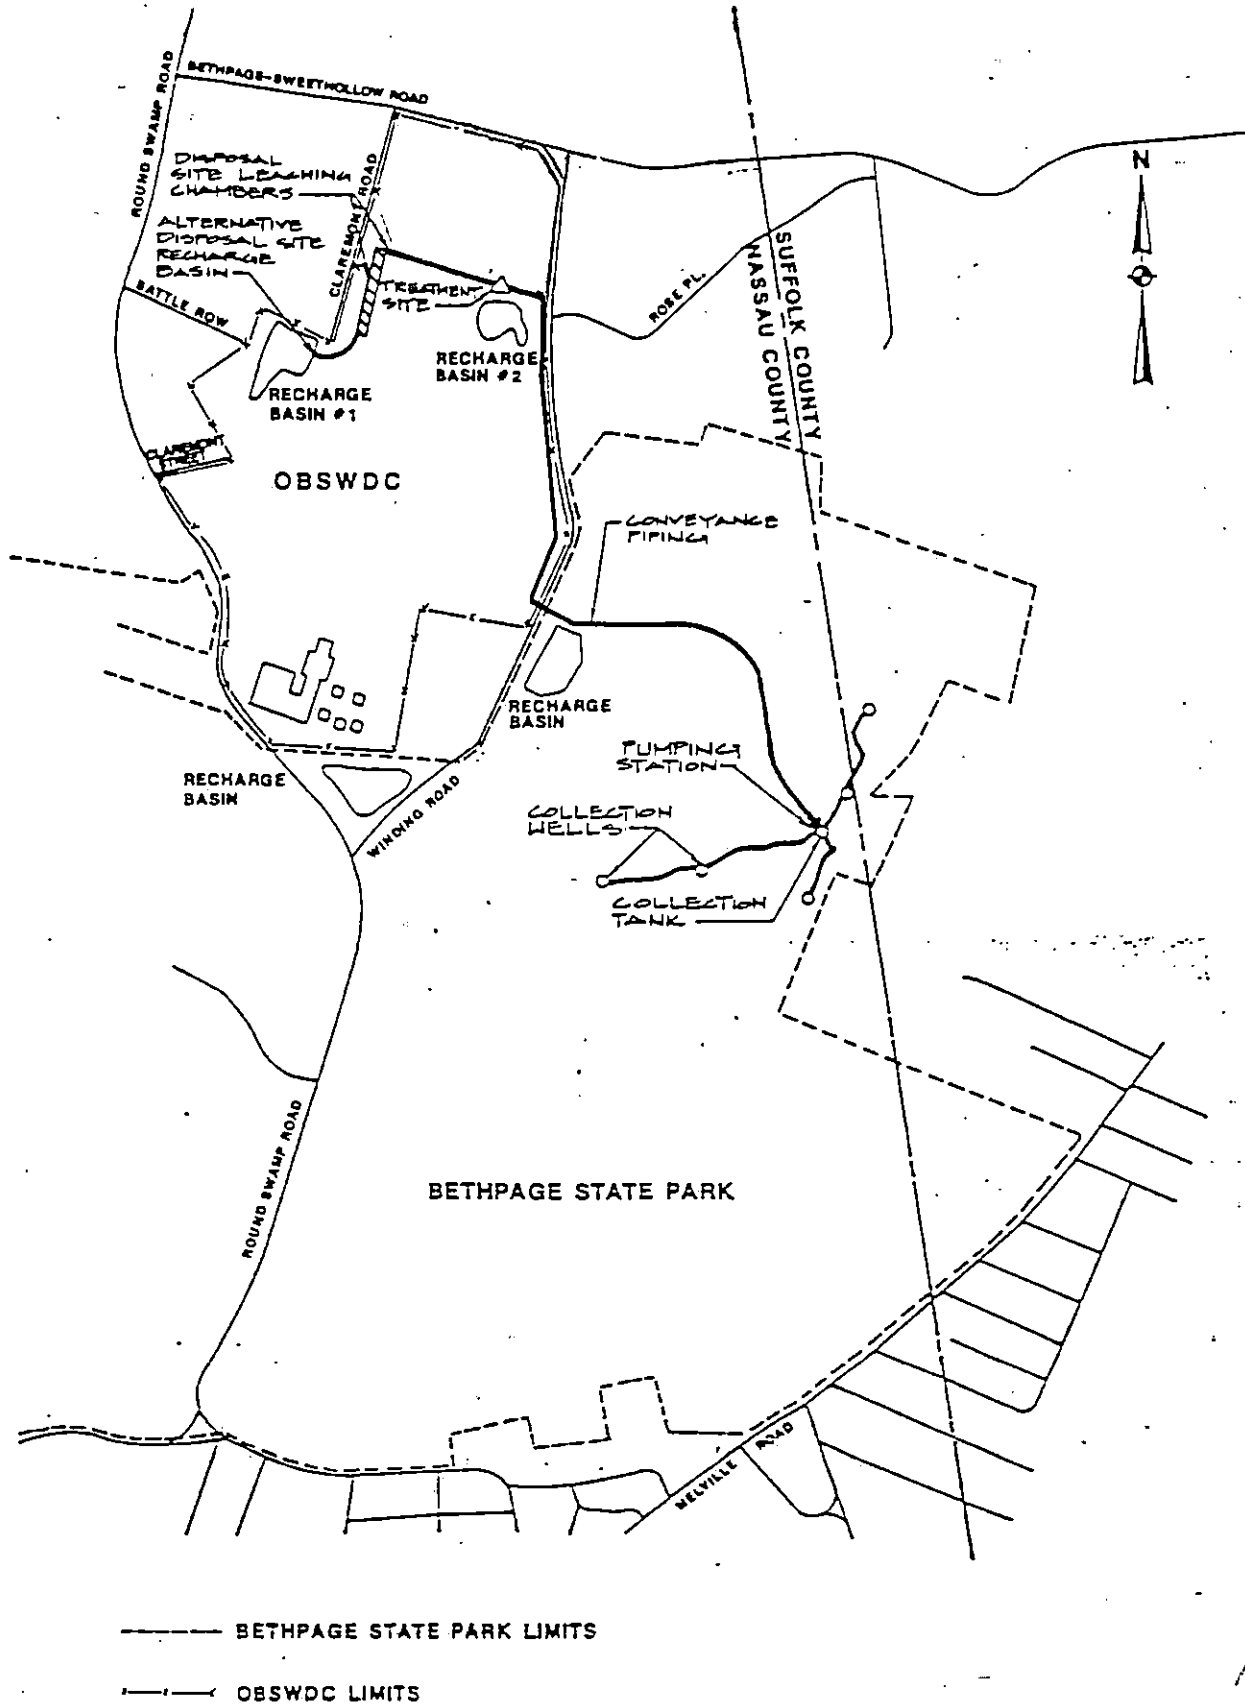 BETHPAGE-SWEETHOLLOW ROAD
ROUND SWAMP ROAD
DISPOSAL
SITE LEACHING
CHAMBERS
CLAREMONT ROAD
ALTERNATIVE
DISPOSAL SITE
RECHARGE
BASIN
BATTLE ROW
TREATMENT
SITE
RECHARGE
BASIN #2
RECHARGE
BASIN #1
ROSE PL.
SUFFOLK COUNTY
NASSAU COUNTY
N
CLAREMONT
STREET
OBSWDC
CONVEYANCE
PIPING
RECHARGE
BASIN
RECHARGE
BASIN
WINDING ROAD
PUMPING
STATION
COLLECTION
WELLS
COLLECTION
TANK
ROUND SWAMP ROAD
BETHPAGE STATE PARK
MELVILLE ROAD
BETHPAGE STATE PARK LIMITS
OBSWDC LIMITS